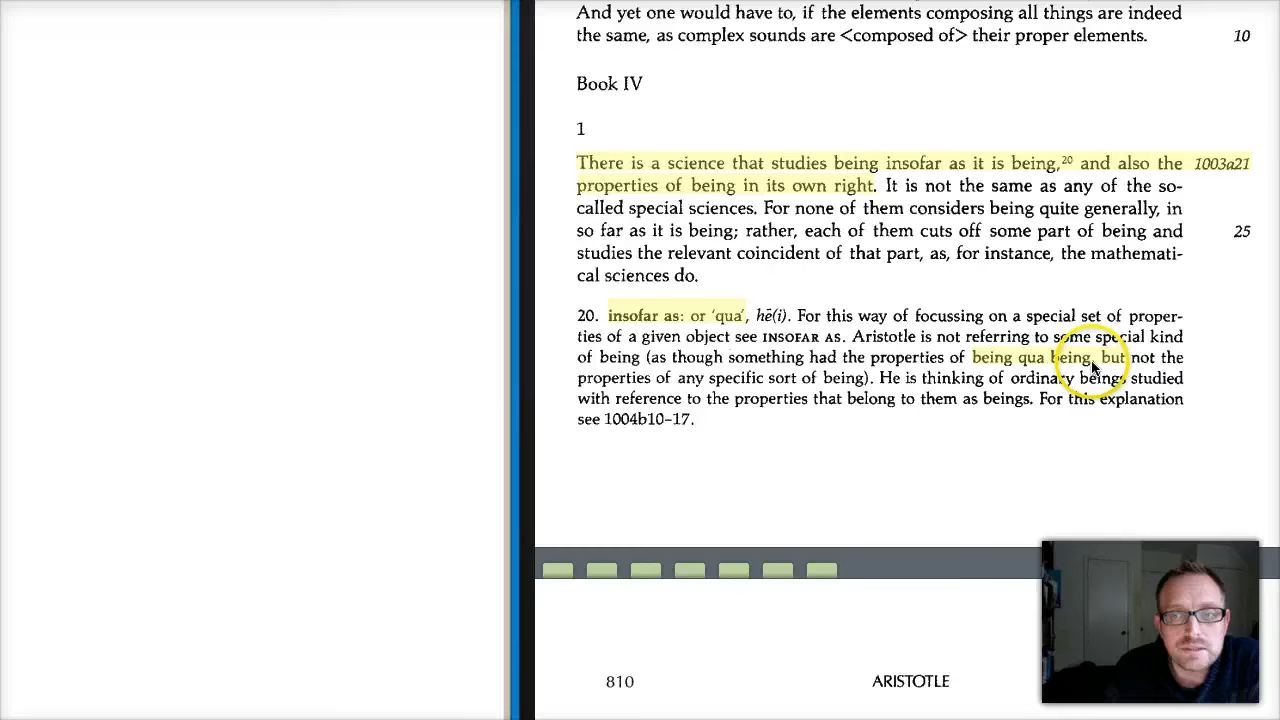 And yet one would have to, if the elements composing all things are indeed
the same, as complex sounds are <composed of> their proper elements. 10
Book IV
1
There is a science that studies being insofar as it is being,20 and also the 1003a21
properties of being in its own right. It is not the same as any of the so-
called special sciences. For none of them considers being quite generally, in
so far as it is being; rather, each of them cuts off some part of being and 25
studies the relevant coincident of that part, as, for instance, the mathemati-
cal sciences do.
20. insofar as: or 'qua', hē(i). For this way of focussing on a special set of proper-
ties of a given object see INSOFAR AS. Aristotle is not referring to some special kind
of being (as though something had the properties of being qua being, but not the
properties of any specific sort of being). He is thinking of ordinary beings studied
with reference to the properties that belong to them as beings. For this explanation
see 1004b10–17.
810 ARISTOTLE